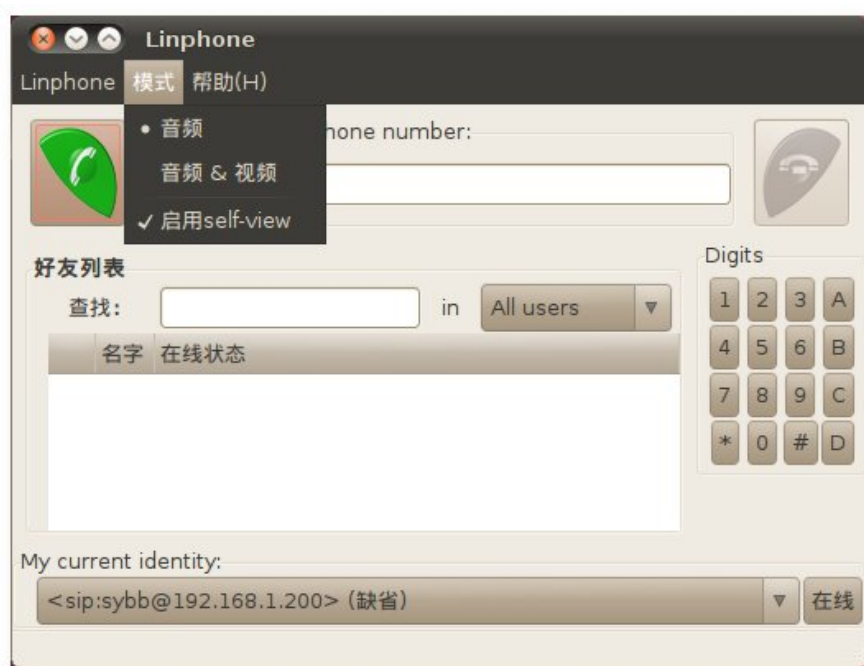 Linphone
Linphone 模式 帮助(H)
音频
音频 & 视频
启用self-view
number:
好友列表
查找: in All users
名字 在线状态
Digits
1 2 3 A
4 5 6 B
7 8 9 C
* 0 # D
My current identity:
<sip:sybb@192.168.1.200> (缺省) 在线